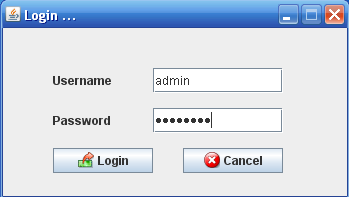 Login ...
Username admin
Password ••••••••
Login Cancel